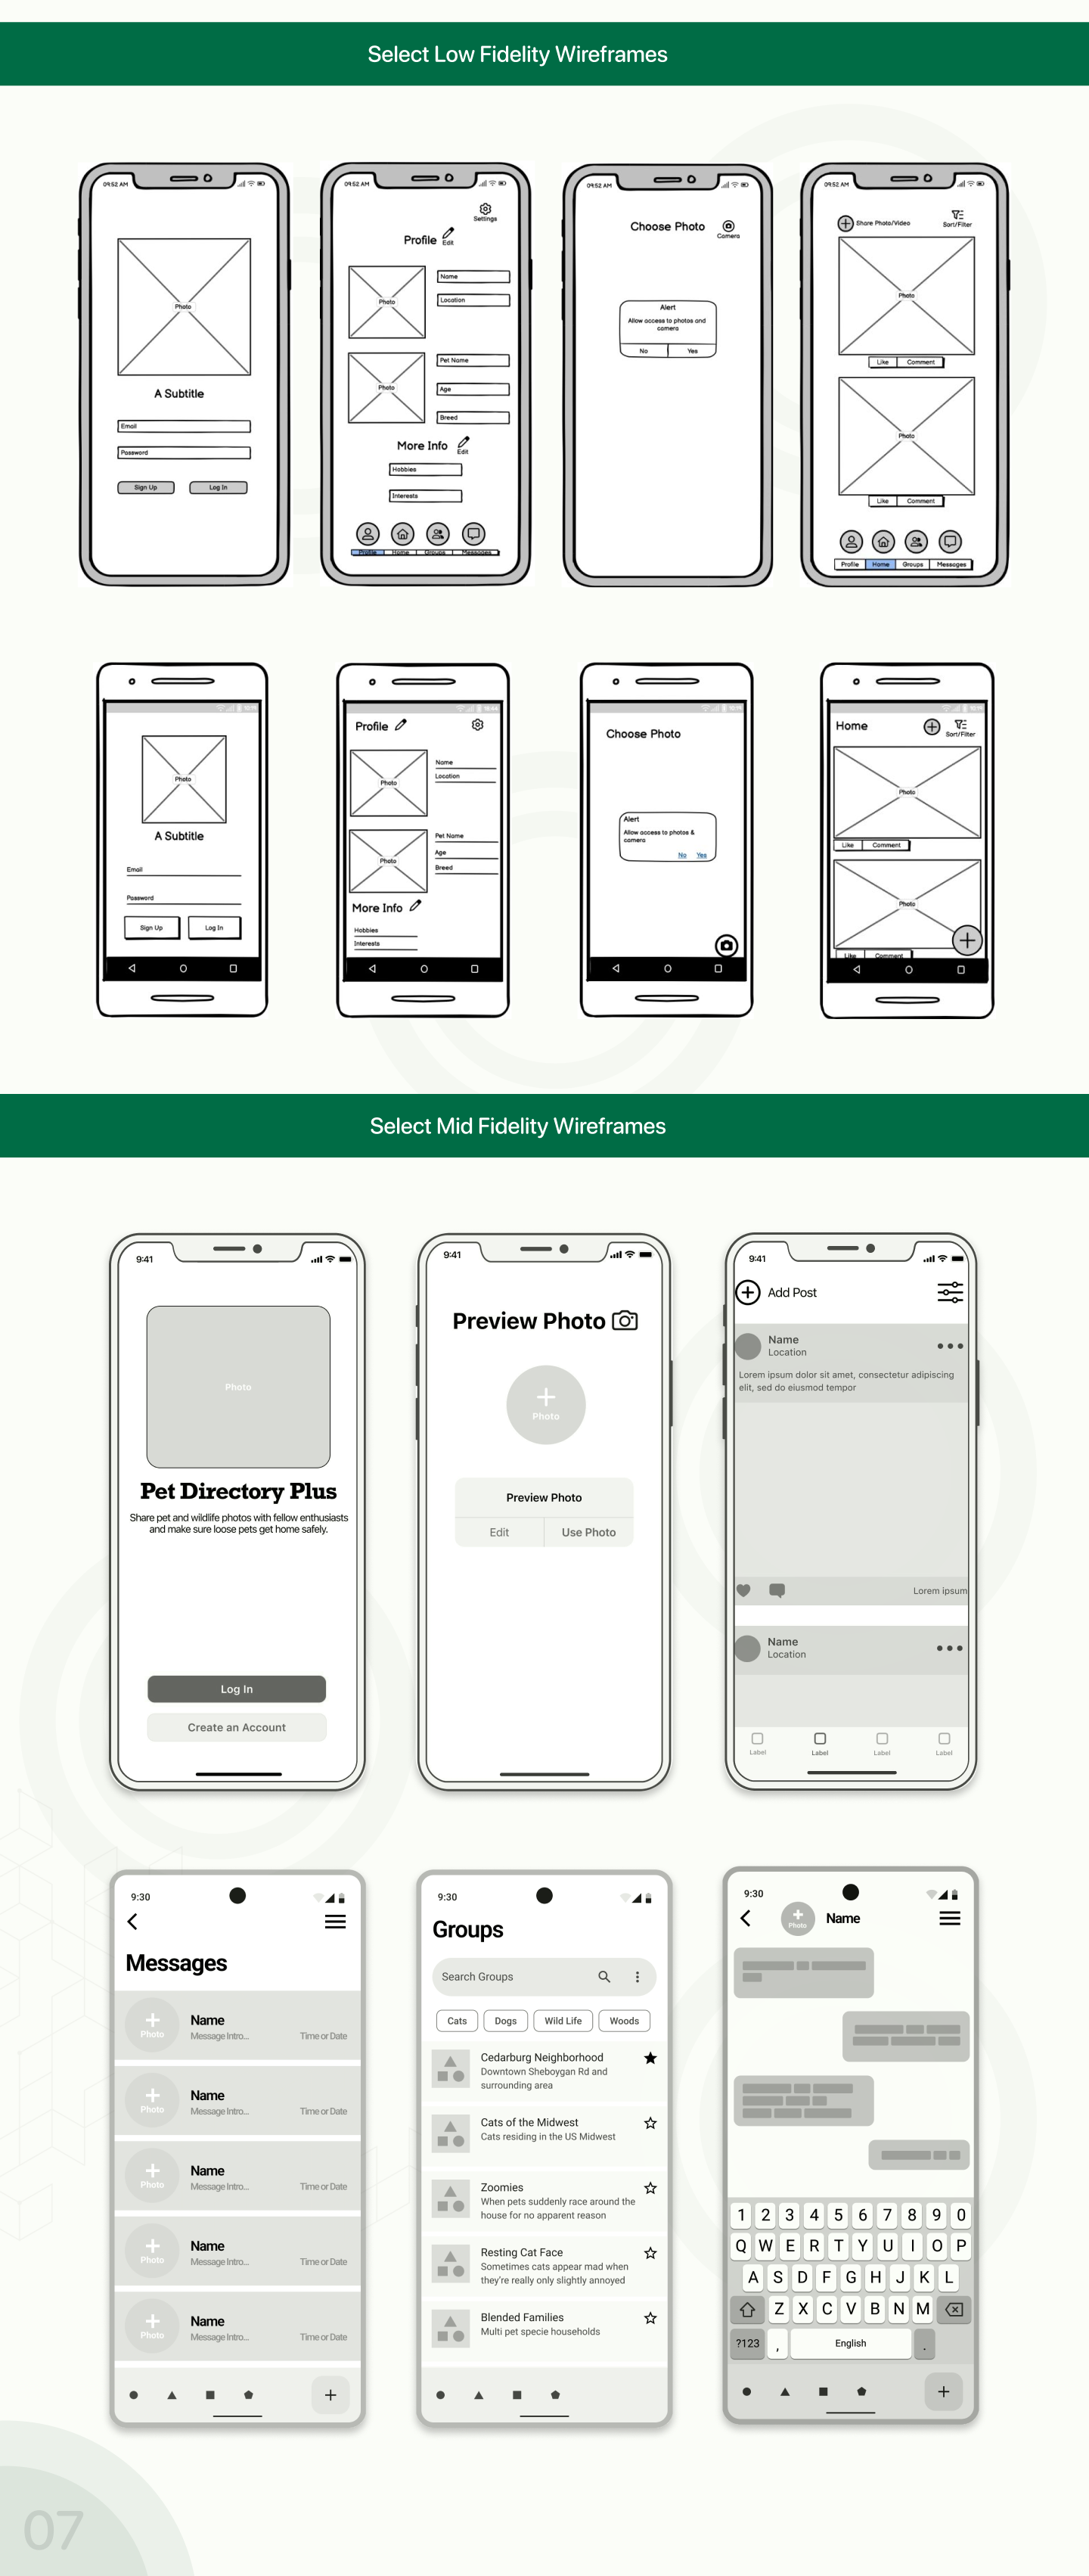 Select Low Fidelity Wireframes
09:52 AM
Photo
A Subtitle
Email
Password
Sign Up
Log In
09:52 AM
Settings
Profile
Edit
Photo
Name
Location
Photo
Pet Name
Age
Breed
More Info
Edit
Hobbies
Interests
Profile
Home
Groups
Messages
09:52 AM
Choose Photo
Camera
Alert
Allow access to photos and
camera
No
Yes
09:52 AM
Share Photo/Video
Sort/Filter
Photo
Like
Comment
Photo
Like
Comment
Profile
Home
Groups
Messages
Photo
A Subtitle
Email
Password
Sign Up
Log In
Profile
Photo
Name
Location
Photo
Pet Name
Age
Breed
More Info
Hobbies
Interests
Choose Photo
Alert
Allow access to photos &
camera
No
Yes
Home
Sort/Filter
Photo
Like
Comment
Photo
Like
Comment
Select Mid Fidelity Wireframes
9:41
Photo
Pet Directory Plus
Share pet and wildlife photos with fellow enthusiasts
and make sure loose pets get home safely.
Log In
Create an Account
9:41
Preview Photo
Photo
Preview Photo
Edit
Use Photo
9:41
Add Post
Name
Location
Lorem ipsum dolor sit amet, consectetur adipiscing
elit, sed do eiusmod tempor
Lorem ipsum
Name
Location
Label
Label
Label
Label
9:30
Messages
Photo
Name
Message Intro...
Time or Date
Photo
Name
Message Intro...
Time or Date
Photo
Name
Message Intro...
Time or Date
Photo
Name
Message Intro...
Time or Date
Photo
Name
Message Intro...
Time or Date
9:30
Groups
Search Groups
Cats
Dogs
Wild Life
Woods
Cedarburg Neighborhood
Downtown Sheboygan Rd and
surrounding area
Cats of the Midwest
Cats residing in the US Midwest
Zoomies
When pets suddenly race around the
house for no apparent reason
Resting Cat Face
Sometimes cats appear mad when
they're really only slightly annoyed
Blended Families
Multi pet specie households
9:30
Photo
Name
1 2 3 4 5 6 7 8 9 0
Q W E R T Y U I O P
A S D F G H J K L
Z X C V B N M
?123 , English .
07